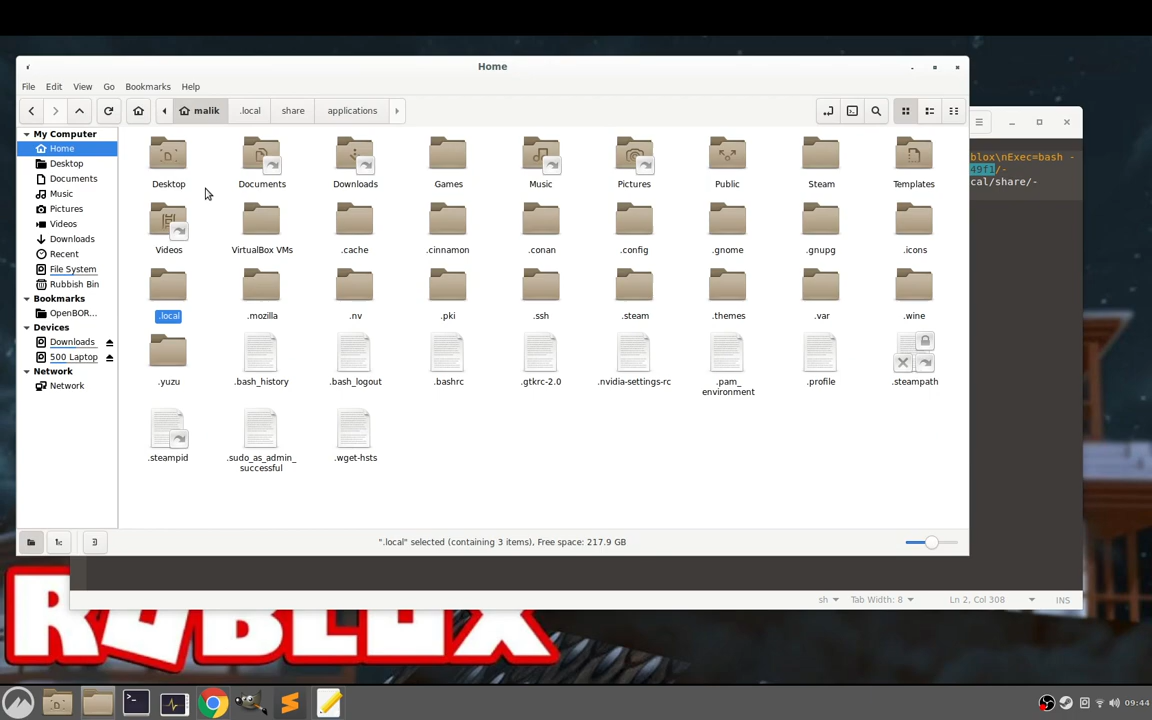 Home
File Edit View Go Bookmarks Help
malik .local share applications
My Computer
Home
Desktop
Documents
Music
Pictures
Videos
Downloads
Recent
File System
Rubbish Bin
Bookmarks
OpenBOR...
Devices
Downloads
500 Laptop
Network
Network
Desktop Documents Downloads Games Music Pictures Public Steam Templates
Videos VirtualBox VMs .cache .cinnamon .conan .config .gnome .gnupg .icons
.local .mozilla .nv .pki .ssh .steam .themes .var .wine
.yuzu .bash_history .bash_logout .bashrc .gtkrc-2.0 .nvidia-settings-rc .pam_environment .profile .steampath
.steampid .sudo_as_admin_successful .wget-hsts
".local" selected (containing 3 items), Free space: 217.9 GB
blox\nExec=bash -
49f1/-
cal/share/-
sh Tab Width: 8 Ln 2, Col 308 INS
ROBLOX
09:44